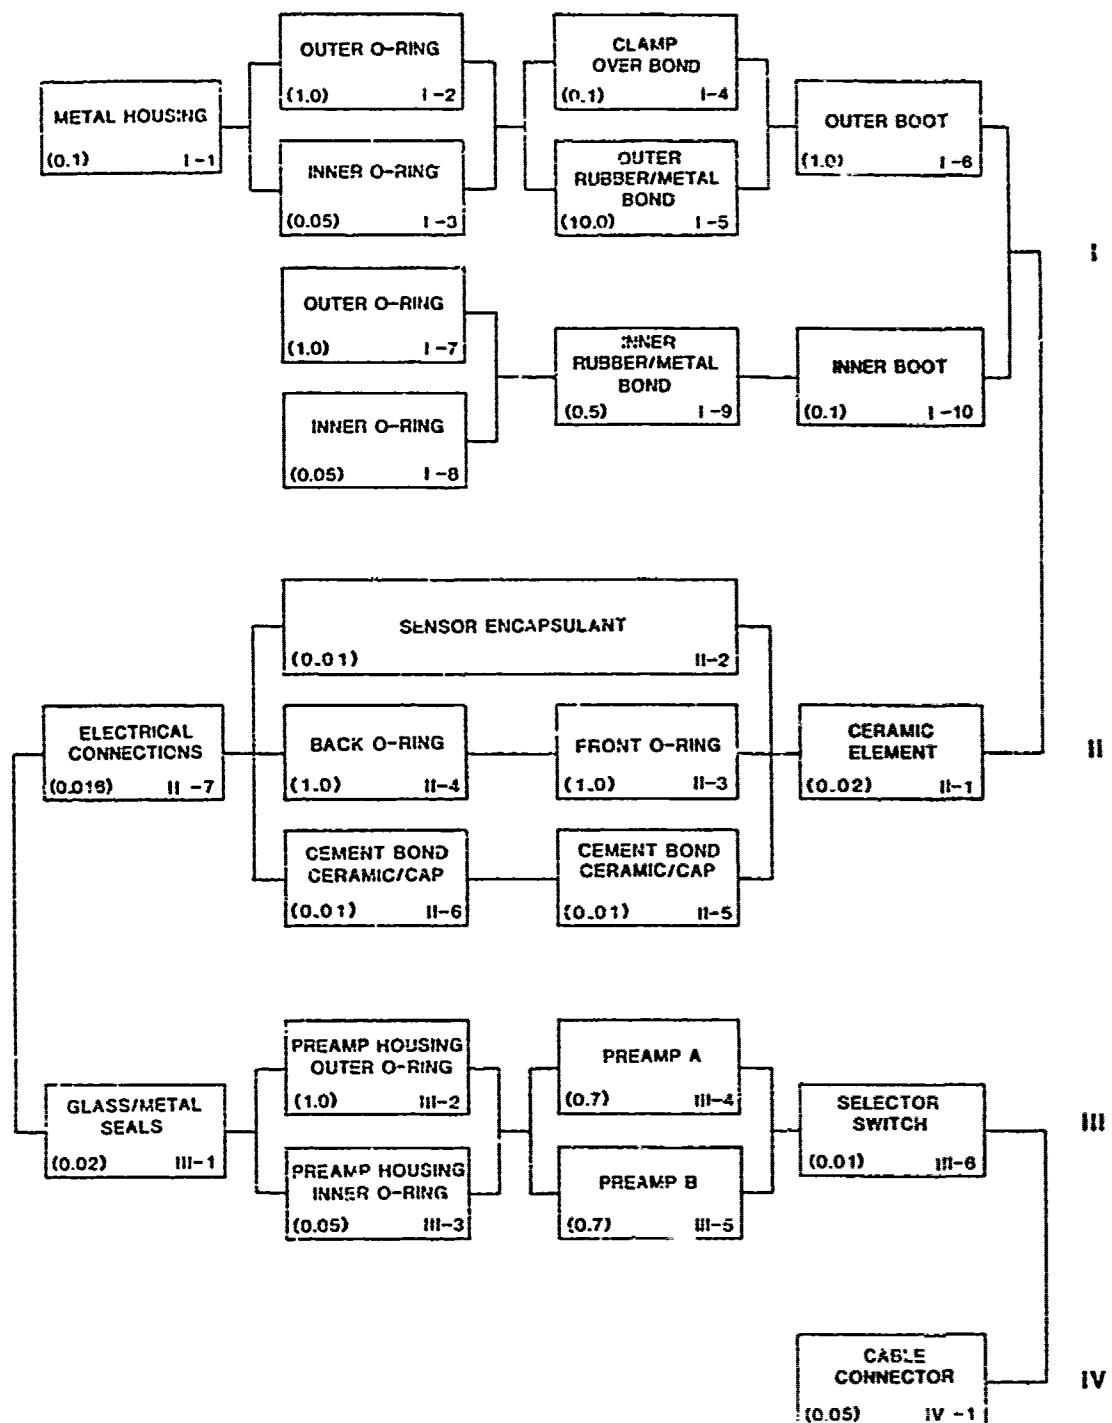 OUTER O-RING
(1.0) I-2
CLAMP
OVER BOND
(0.1) I-4
METAL HOUSING
(0.1) I-1
OUTER BOOT
(1.0) I-6
INNER O-RING
(0.05) I-3
OUTER
RUBBER/METAL
BOND
(10.0) I-5
I
OUTER O-RING
(1.0) I-7
INNER
RUBBER/METAL
BOND
(0.5) I-9
INNER BOOT
(0.1) I-10
INNER O-RING
(0.05) I-8
SENSOR ENCAPSULANT
(0.01) II-2
ELECTRICAL
CONNECTIONS
(0.016) II-7
BACK O-RING
(1.0) II-4
FRONT O-RING
(1.0) II-3
CERAMIC
ELEMENT
(0.02) II-1
II
CEMENT BOND
CERAMIC/CAP
(0.01) II-6
CEMENT BOND
CERAMIC/CAP
(0.01) II-5
PREAMP HOUSING
OUTER O-RING
(1.0) III-2
PREAMP A
(0.7) III-4
GLASS/METAL
SEALS
(0.02) III-1
SELECTOR
SWITCH
(0.01) III-6
III
PREAMP HOUSING
INNER O-RING
(0.05) III-3
PREAMP B
(0.7) III-5
CABLE
CONNECTOR
(0.05) IV-1
IV